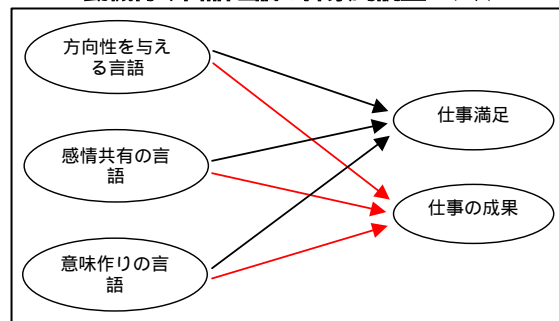 方向性を与え
る言語
感情共有の言
語
意味作りの言
語
仕事満足
仕事の成果